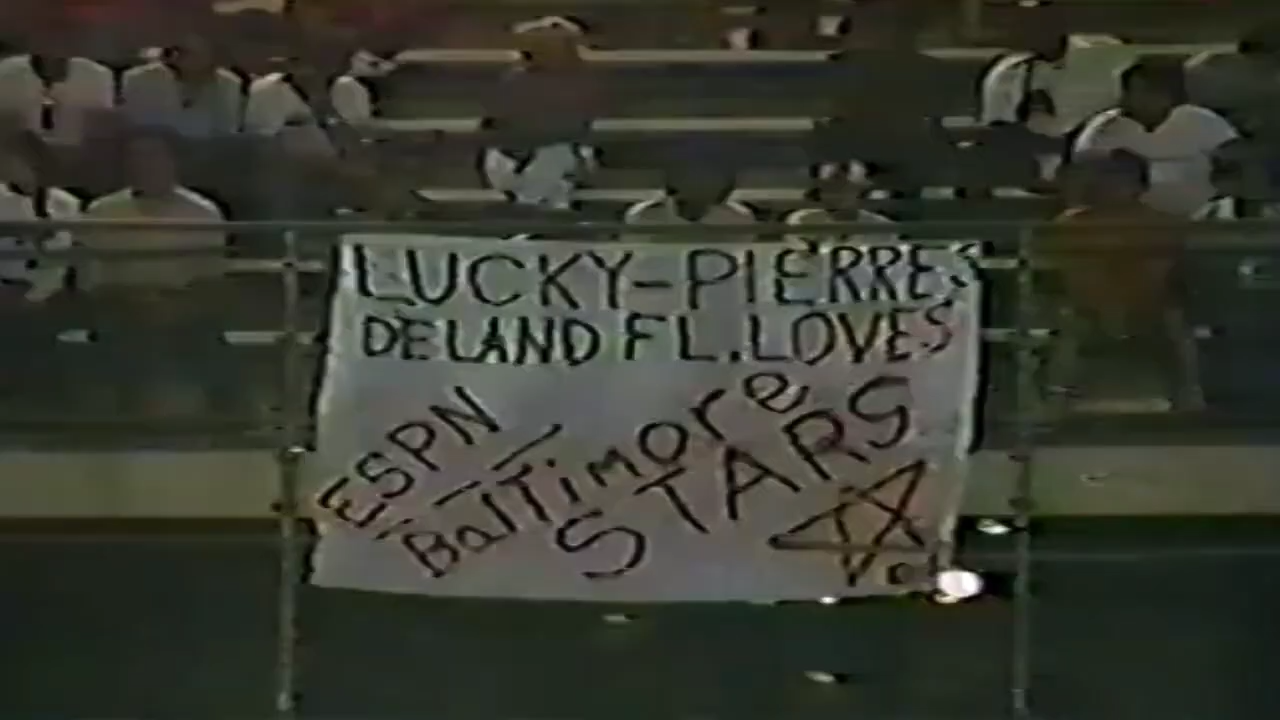 LUCKY-PIERRES
DELAND FL. LOVES
ESPN
BalTimore
STARS